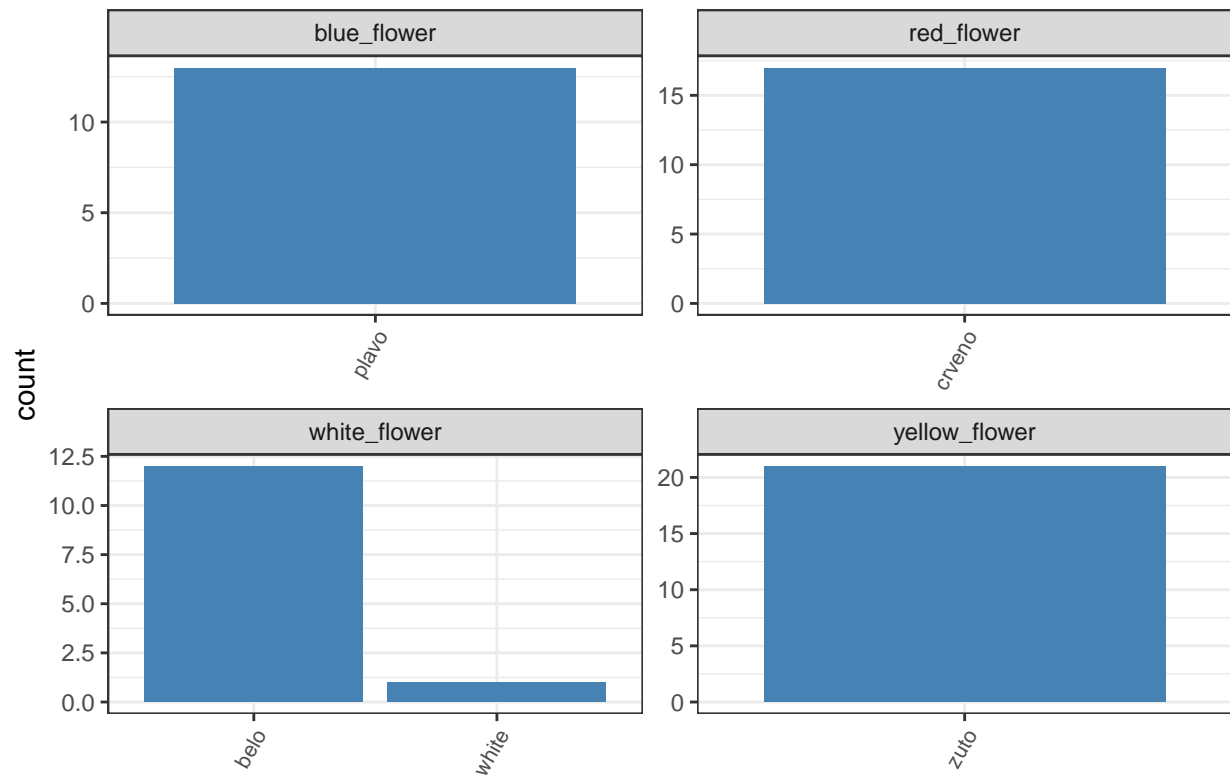 blue_flower
red_flower
10
5
0
15
10
5
0
plavo
crveno
count
white_flower
yellow_flower
12.5
10.0
7.5
5.0
2.5
0.0
20
15
10
5
0
belo
white
zuto